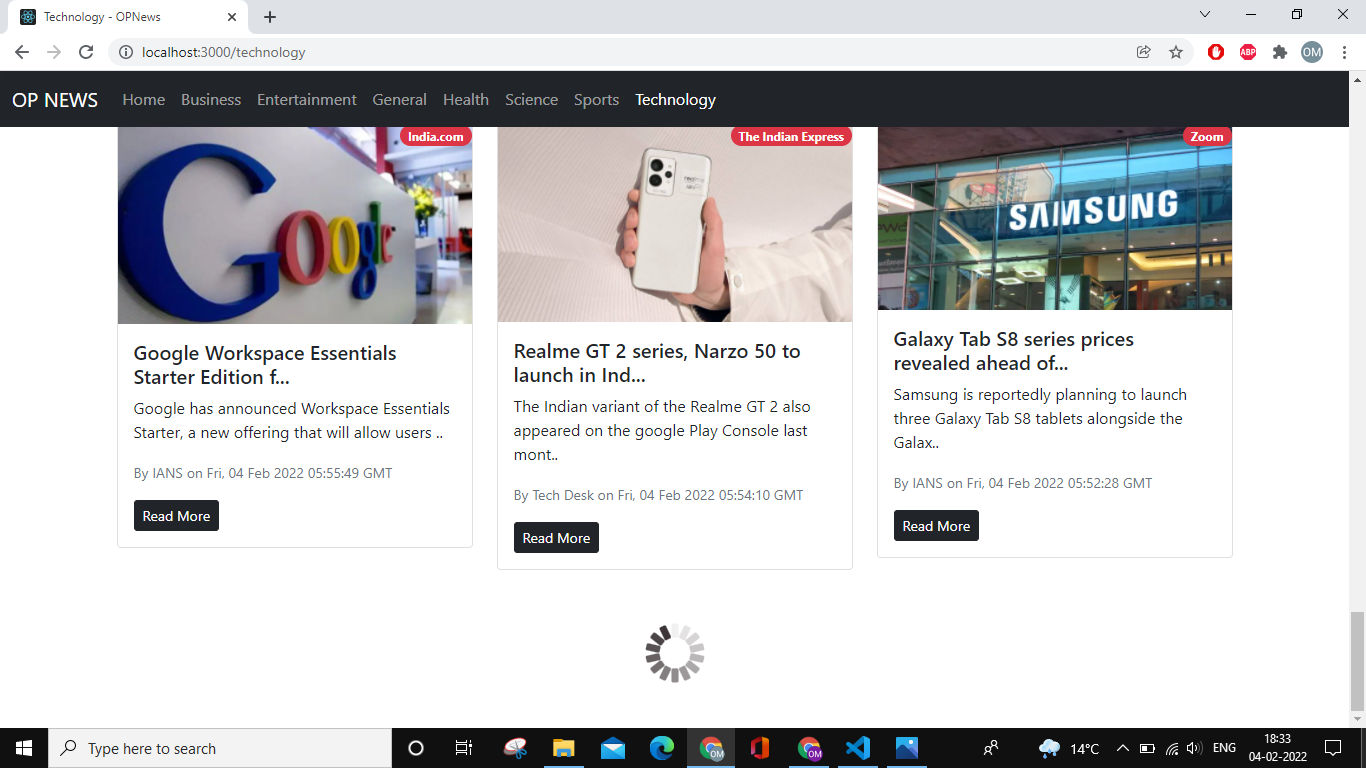 Technology - OPNews
localhost:3000/technology
ABP
OM
OP NEWS Home Business Entertainment General Health Science Sports Technology
India.com
Google
Google Workspace Essentials
Starter Edition f...
Google has announced Workspace Essentials
Starter, a new offering that will allow users ..
By IANS on Fri, 04 Feb 2022 05:55:49 GMT
Read More
The Indian Express
realme
Realme GT 2 series, Narzo 50 to
launch in Ind...
The Indian variant of the Realme GT 2 also
appeared on the google Play Console last
mont..
By Tech Desk on Fri, 04 Feb 2022 05:54:10 GMT
Read More
Zoom
SAMSUNG
Galaxy Tab S8 series prices
revealed ahead of...
Samsung is reportedly planning to launch
three Galaxy Tab S8 tablets alongside the
Galax..
By IANS on Fri, 04 Feb 2022 05:52:28 GMT
Read More
Type here to search
OM
OM
14°C
ENG
18:33
04-02-2022